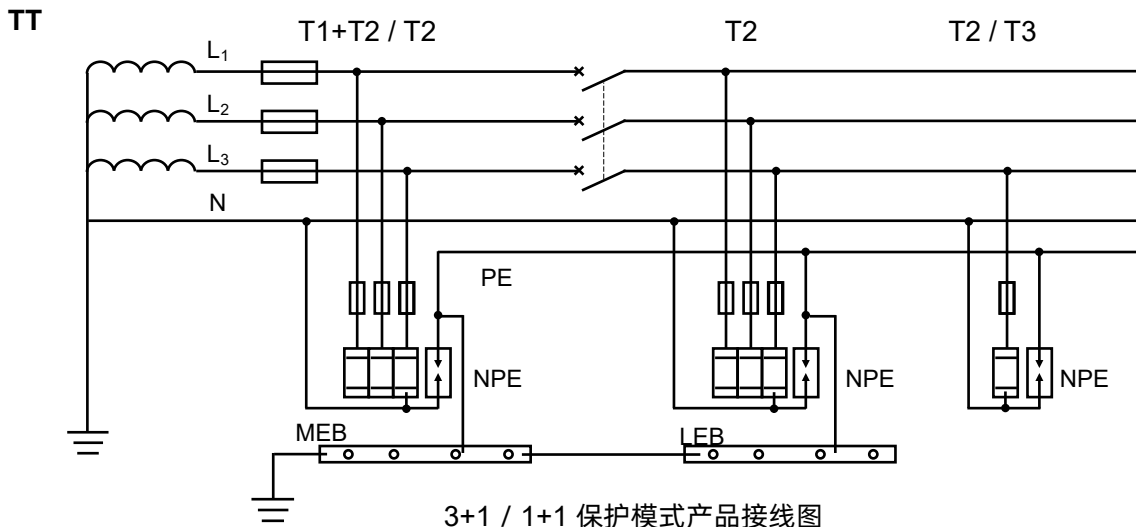 TT
T1+T2 / T2
T2
T2 / T3
L₁
L₂
L₃
N
PE
NPE
NPE
NPE
MEB
LEB
3+1 / 1+1 保护模式产品接线图